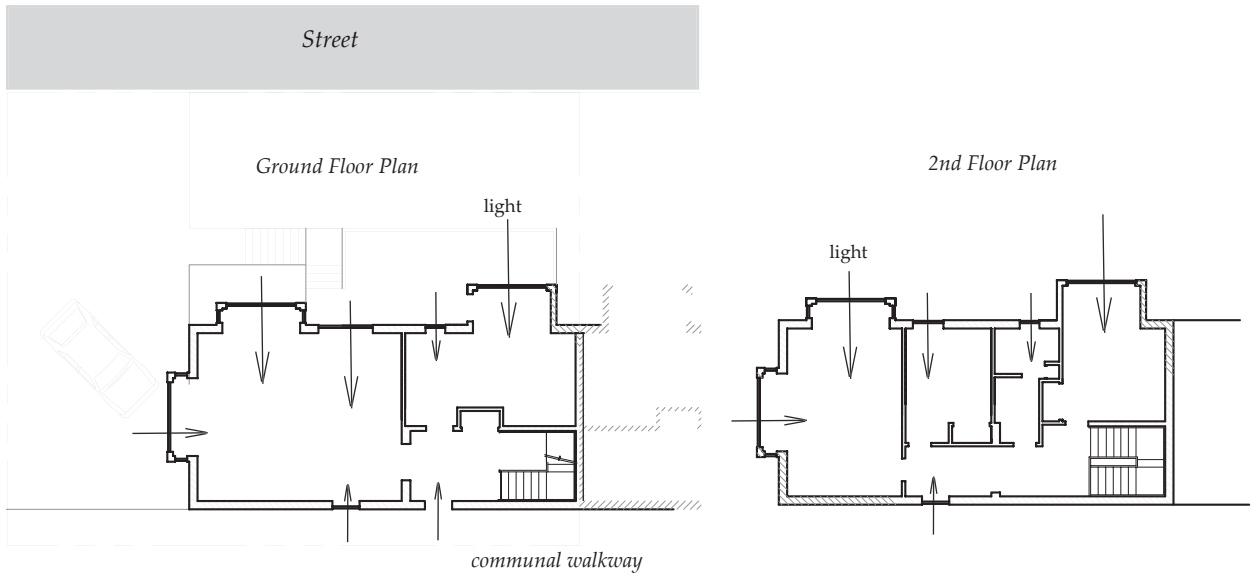 Street
Ground Floor Plan
2nd Floor Plan
light
light
communal walkway